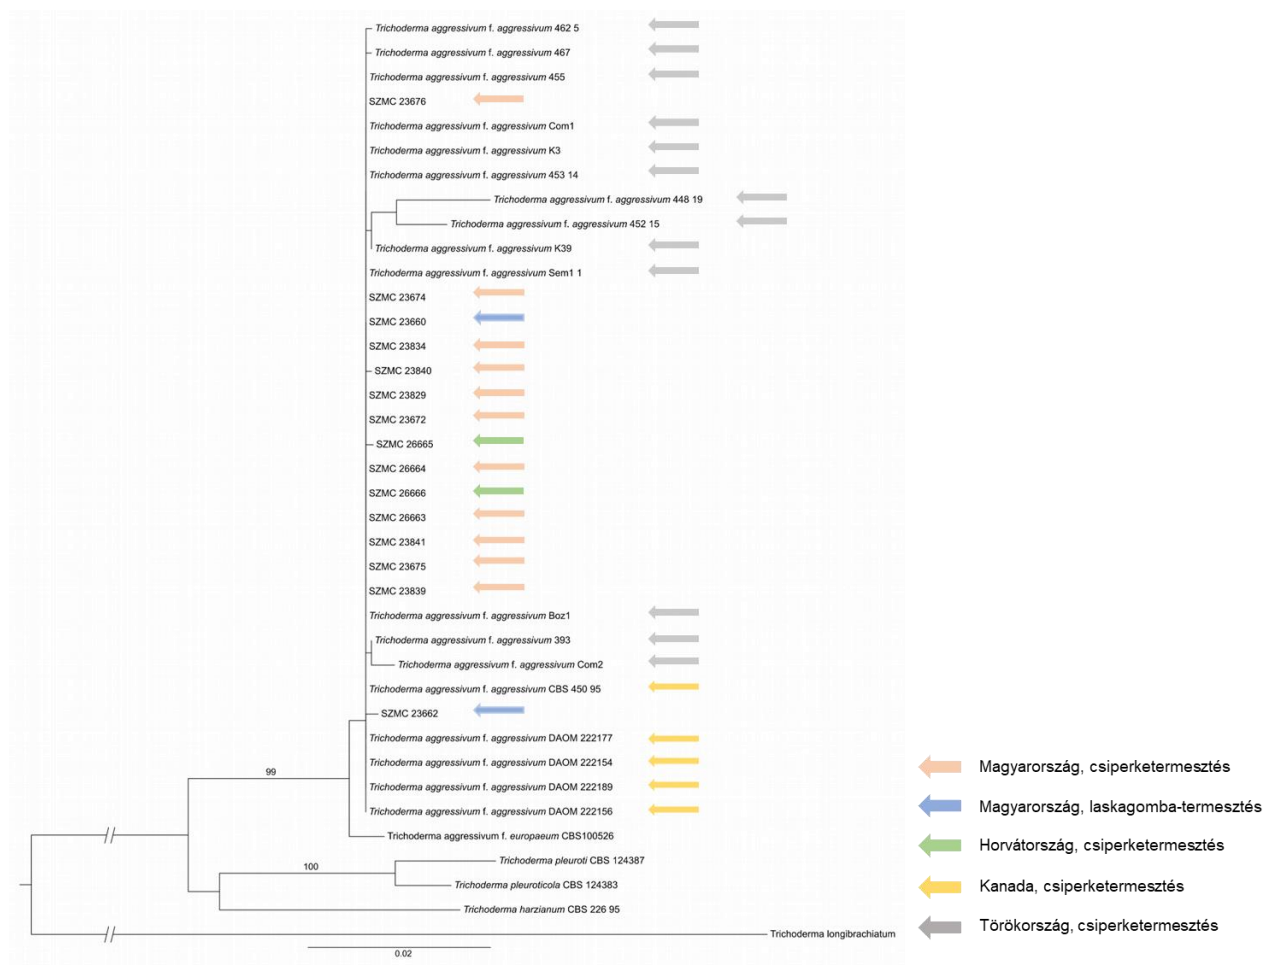 Trichoderma aggressivum f. aggressivum 462 5
Trichoderma aggressivum f. aggressivum 467
Trichoderma aggressivum f. aggressivum 455
SZMC 23676
Trichoderma aggressivum f. aggressivum Com1
Trichoderma aggressivum f. aggressivum K3
Trichoderma aggressivum f. aggressivum 453 14
Trichoderma aggressivum f. aggressivum 448 19
Trichoderma aggressivum f. aggressivum 452 15
Trichoderma aggressivum f. aggressivum K39
Trichoderma aggressivum f. aggressivum Sem1 1
SZMC 23674
SZMC 23660
SZMC 23834
SZMC 23840
SZMC 23829
SZMC 23672
SZMC 26665
SZMC 26664
SZMC 26666
SZMC 26663
SZMC 23841
SZMC 23675
SZMC 23839
Trichoderma aggressivum f. aggressivum Boz1
Trichoderma aggressivum f. aggressivum 393
Trichoderma aggressivum f. aggressivum Com2
Trichoderma aggressivum f. aggressivum CBS 450 95
SZMC 23662
Trichoderma aggressivum f. aggressivum DAOM 222177
Trichoderma aggressivum f. aggressivum DAOM 222154
99
Trichoderma aggressivum f. aggressivum DAOM 222189
Trichoderma aggressivum f. aggressivum DAOM 222156
Trichoderma aggressivum f. europaeum CBS100526
Trichoderma pleuroti CBS 124387
100
Trichoderma pleuroticola CBS 124383
Trichoderma harzianum CBS 226 95
Trichoderma longibrachiatum
0.02
Magyarország, csiperketermesztés
Magyarország, laskagomba-termesztés
Horvátország, csiperketermesztés
Kanada, csiperketermesztés
Törökország, csiperketermesztés